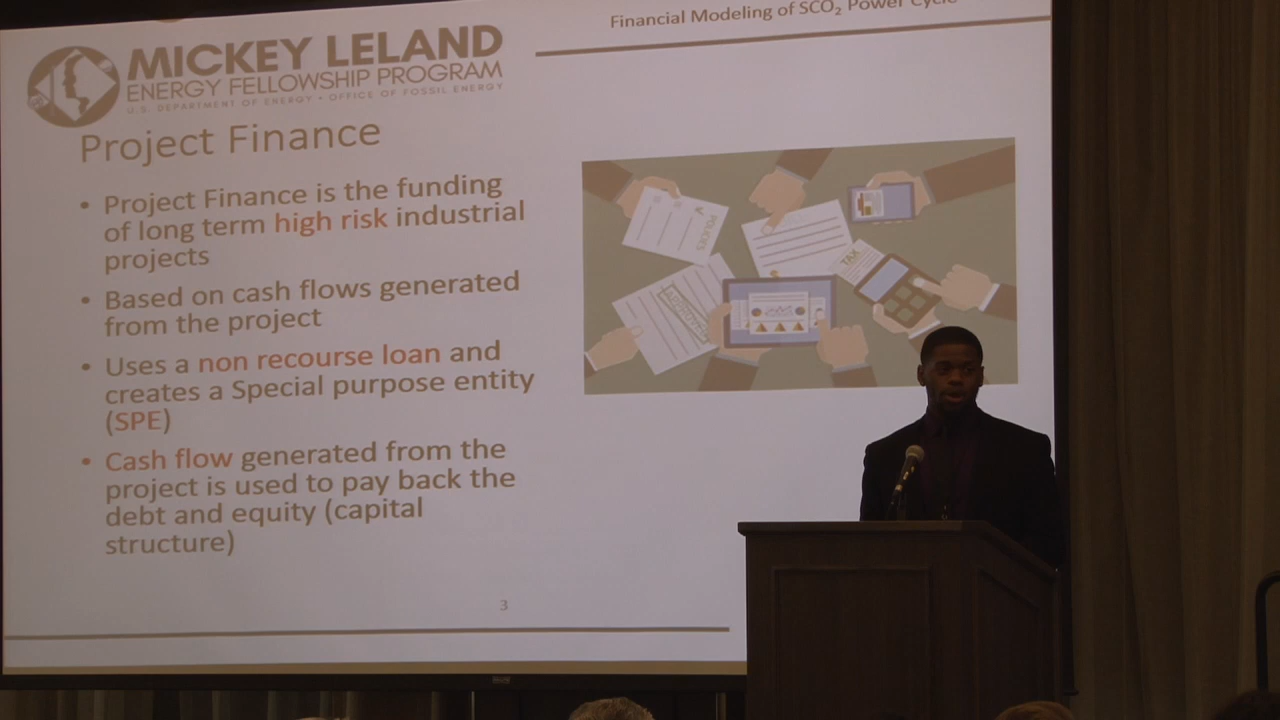 Financial Modeling of SCO₂ Power Cycle
MICKEY LELAND
ENERGY FELLOWSHIP PROGRAM
U.S. DEPARTMENT OF ENERGY • OFFICE OF FOSSIL ENERGY
Project Finance
• Project Finance is the funding
of long term high risk industrial
projects
• Based on cash flows generated
from the project
• Uses a non recourse loan and
creates a Special purpose entity
(SPE)
• Cash flow generated from the
project is used to pay back the
debt and equity (capital
structure)
POLICIES
TAX
APPROVED
3